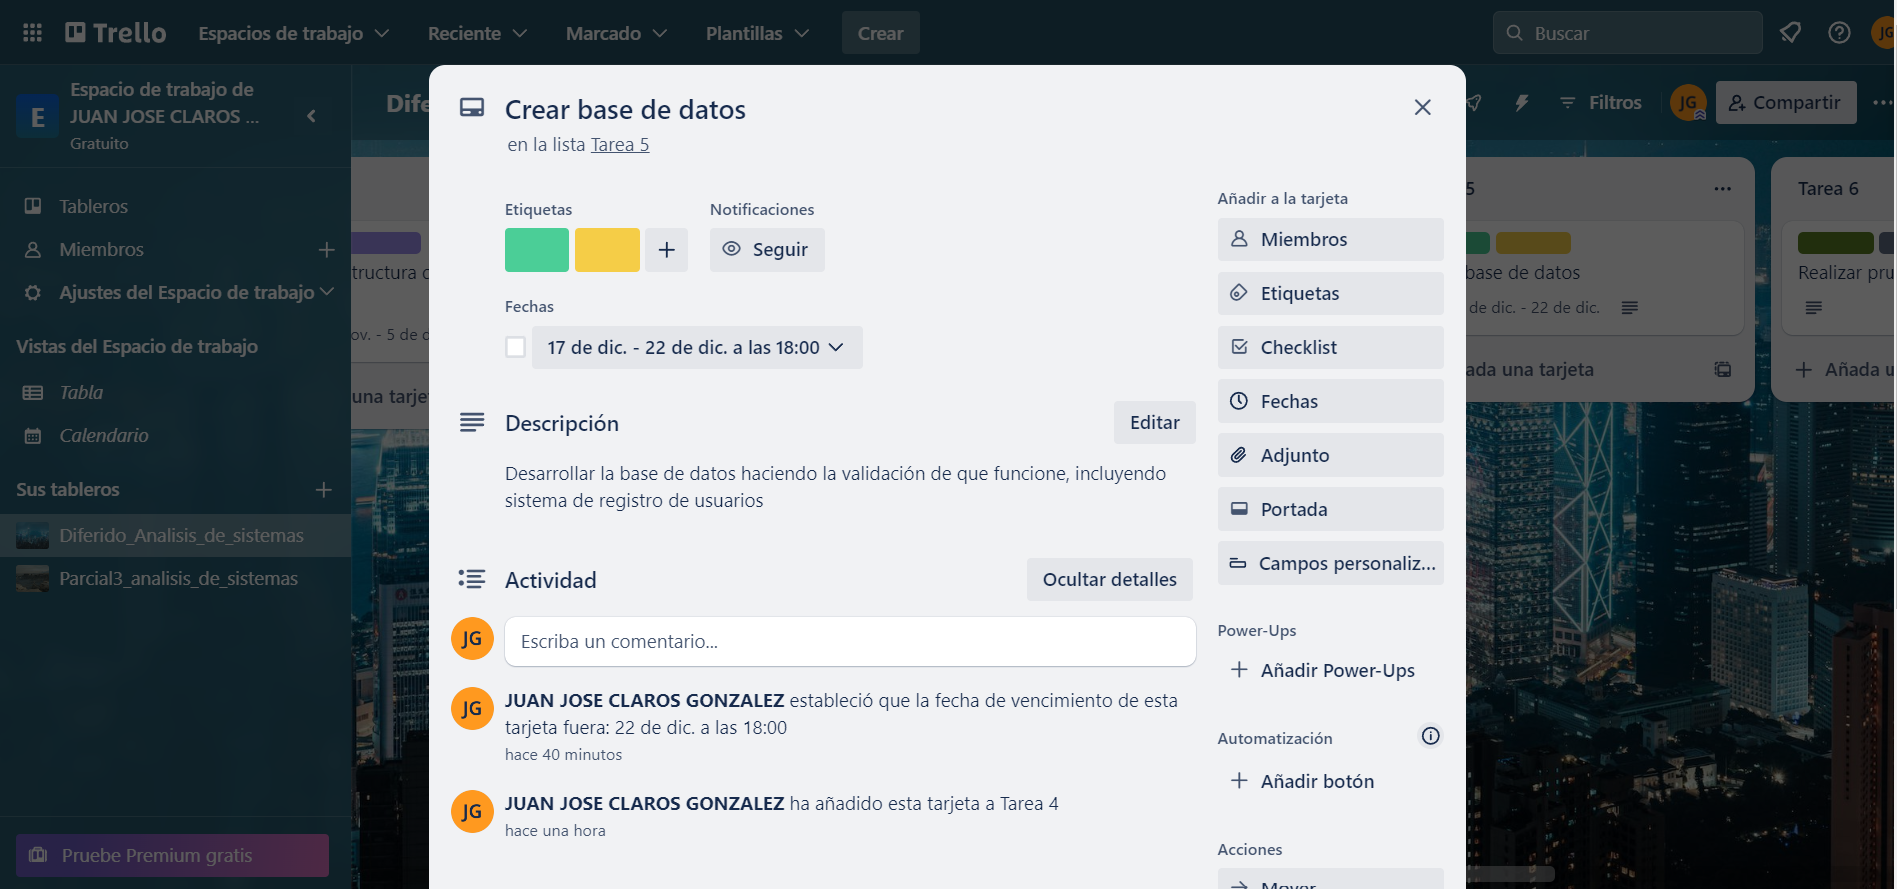 Trello
Espacios de trabajo
Reciente
Marcado
Plantillas
Crear
Buscar
JG
E
Espacio de trabajo de
JUAN JOSE CLAROS ...
Gratuito
Tableros
Miembros
Ajustes del Espacio de trabajo
Vistas del Espacio de trabajo
Tabla
Calendario
Sus tableros
Diferido_Analisis_de_sistemas
Parcial3_analisis_de_sistemas
Pruebe Premium gratis
Dife
Filtros
JG
Compartir
tructura
ov. - 5 de d
una tarje
Crear base de datos
en la lista Tarea 5
Etiquetas
Notificaciones
Seguir
Fechas
17 de dic. - 22 de dic. a las 18:00
Descripción
Editar
Desarrollar la base de datos haciendo la validación de que funcione, incluyendo
sistema de registro de usuarios
Actividad
Ocultar detalles
JG
Escriba un comentario...
JG
JUAN JOSE CLAROS GONZALEZ estableció que la fecha de vencimiento de esta
tarjeta fuera: 22 de dic. a las 18:00
hace 40 minutos
JG
JUAN JOSE CLAROS GONZALEZ ha añadido esta tarjeta a Tarea 4
hace una hora
Añadir a la tarjeta
Miembros
Etiquetas
Checklist
Fechas
Adjunto
Portada
Campos personaliz...
Power-Ups
Añadir Power-Ups
Automatización
Añadir botón
Acciones
Mover
5
base de datos
de dic. - 22 de dic.
ada una tarjeta
Tarea 6
Realizar pru
Añada u